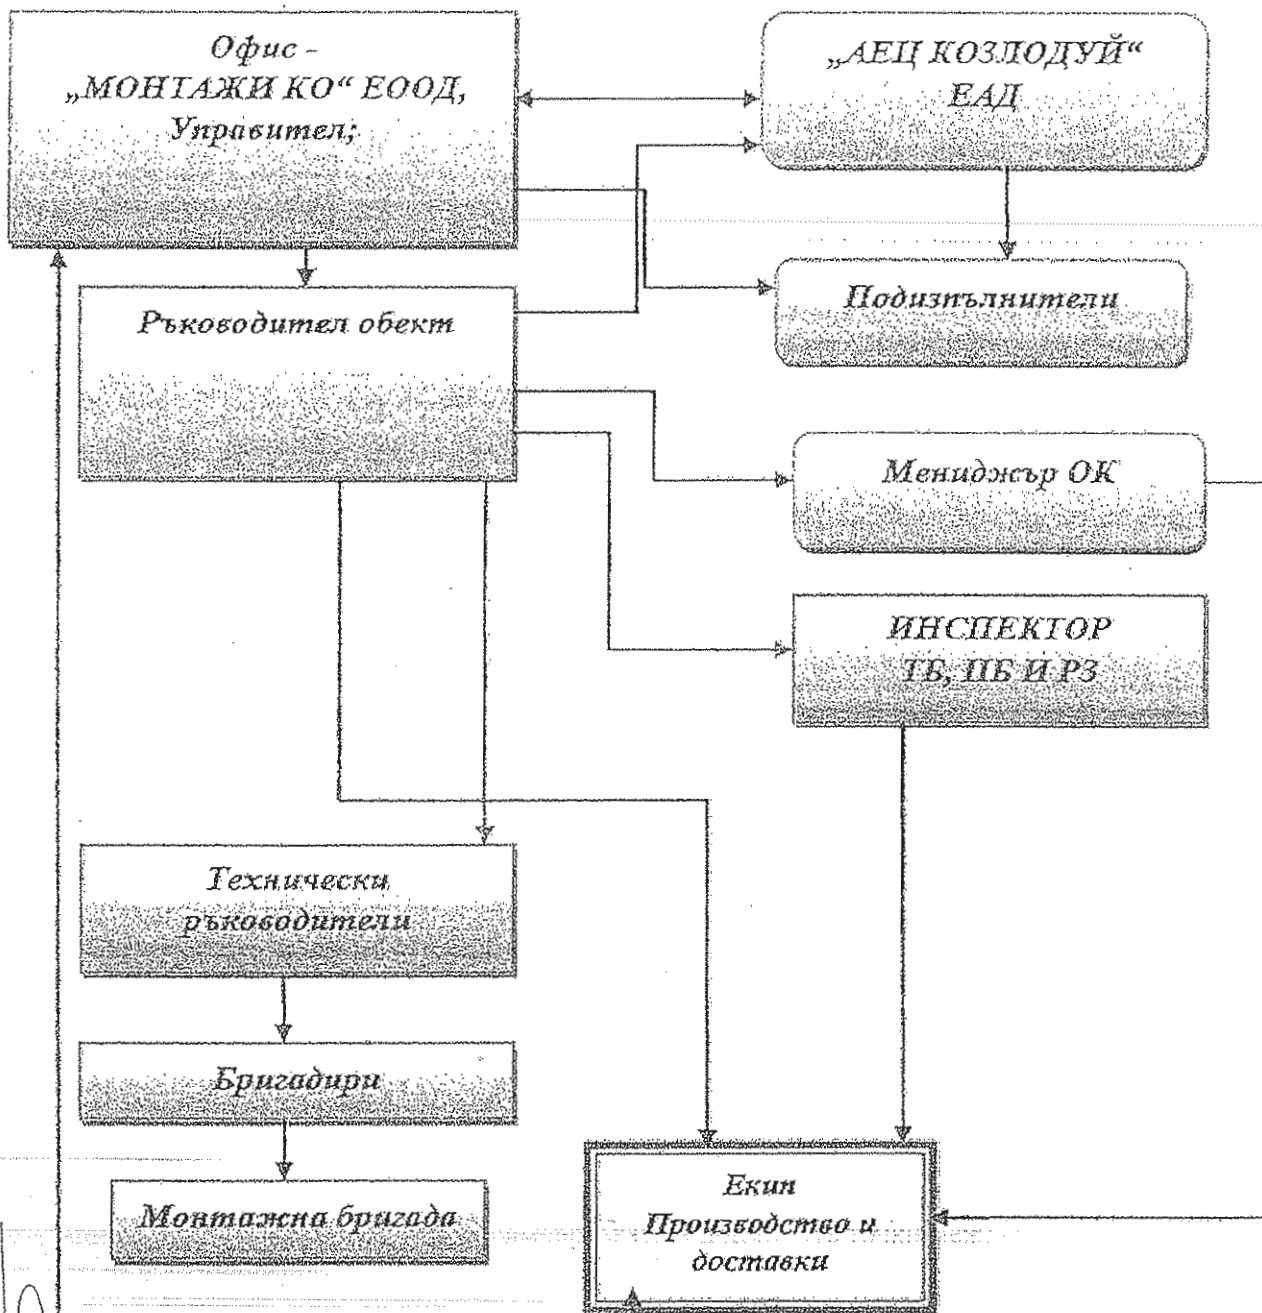 Офис -
„МОНТАЖИ КО“ ЕООД,
Управител;
„АЕЦ КОЗЛОДУЙ“
ЕАД
Подизпълнители
Ръководител обект
Мениджър ОК
ИНСПЕКТОР
ТБ, ПБ И РЗ
Технически
ръководители
Бригадири
Монтажна бригада
Екип
Производство и
доставки